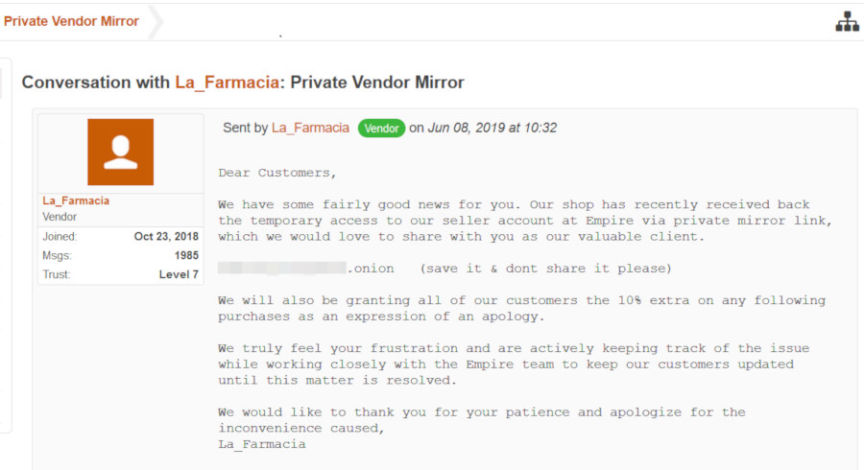 Private Vendor Mirror
Conversation with La_Farmacia: Private Vendor Mirror
Sent by La_Farmacia Vendor on Jun 08, 2019 at 10:32
La_Farmacia
Vendor
Joined: Oct 23, 2018
Msgs: 1985
Trust: Level 7
Dear Customers,
We have some fairly good news for you. Our shop has recently received back
the temporary access to our seller account at Empire via private mirror link,
which we would love to share with you as our valuable client.
.onion (save it & dont share it please)
We will also be granting all of our customers the 10% extra on any following
purchases as an expression of an apology.
We truly feel your frustration and are actively keeping track of the issue
while working closely with the Empire team to keep our customers updated
until this matter is resolved.
We would like to thank you for your patience and apologize for the
inconvenience caused,
La_Farmacia